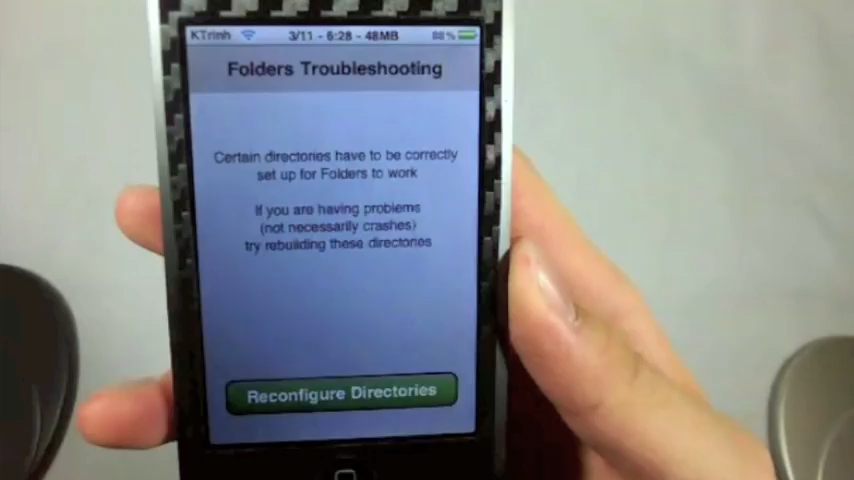 KTrinh 3/11 - 6:28 - 48MB 88%
Folders Troubleshooting
Certain directories have to be correctly
set up for Folders to work
If you are having problems
(not necessarily crashes)
try rebuilding these directories
Reconfigure Directories